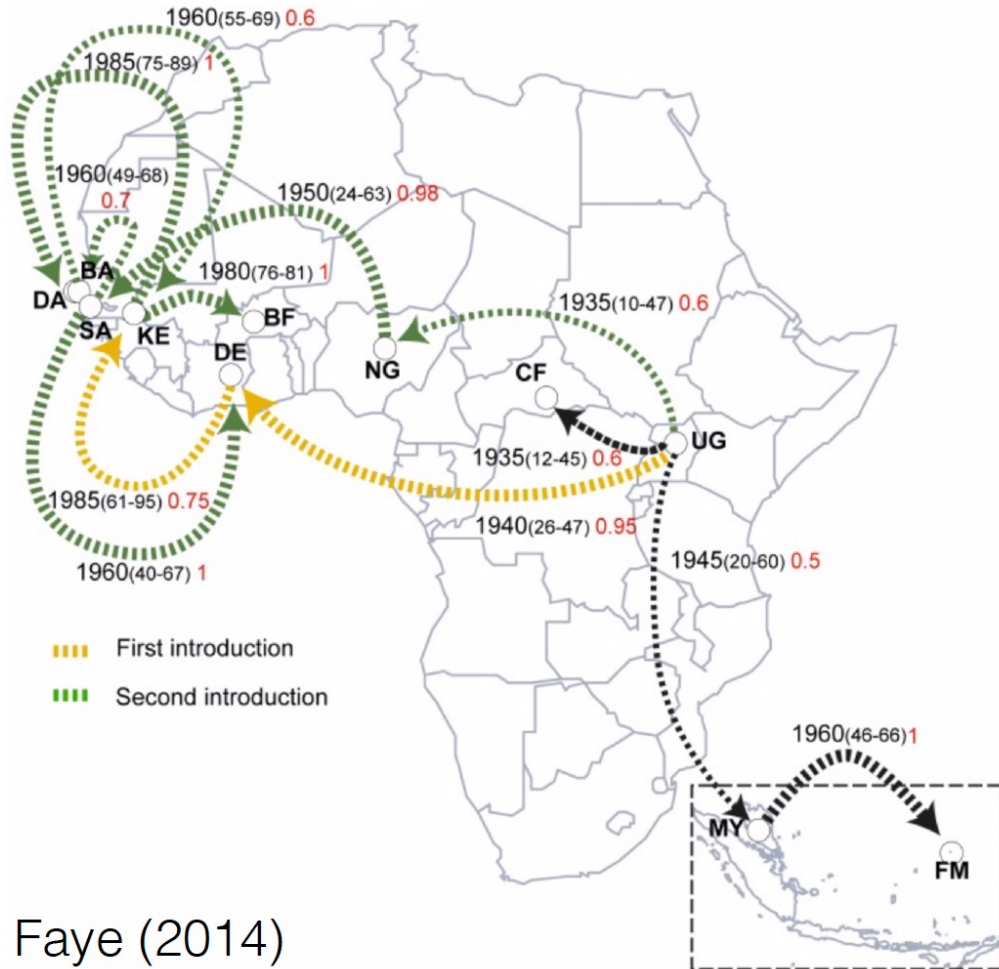 1960(55-69) 0.6
1985(75-89) 1
1960(49-68)
0.7
1950(24-63) 0.98
1980(76-81) 1
1935(10-47) 0.6
BA
DA
SA
KE
BF
DE
NG
CF
UG
1935(12-45) 0.6
1985(61-95) 0.75
1940(26-47) 0.95
1960(40-67) 1
1945(20-60) 0.5
First introduction
Second introduction
1960(46-66)1
MY
FM
Faye (2014)